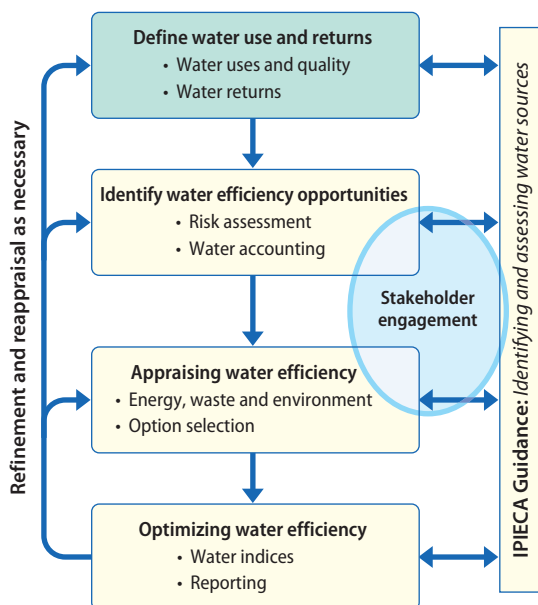 Define water use and returns
• Water uses and quality
• Water returns
Identify water efficiency opportunities
• Risk assessment
• Water accounting
Stakeholder
engagement
Appraising water efficiency
• Energy, waste and environment
• Option selection
Optimizing water efficiency
• Water indices
• Reporting
Refinement and reappraisal as necessary
IPIECA Guidance: Identifying and assessing water sources